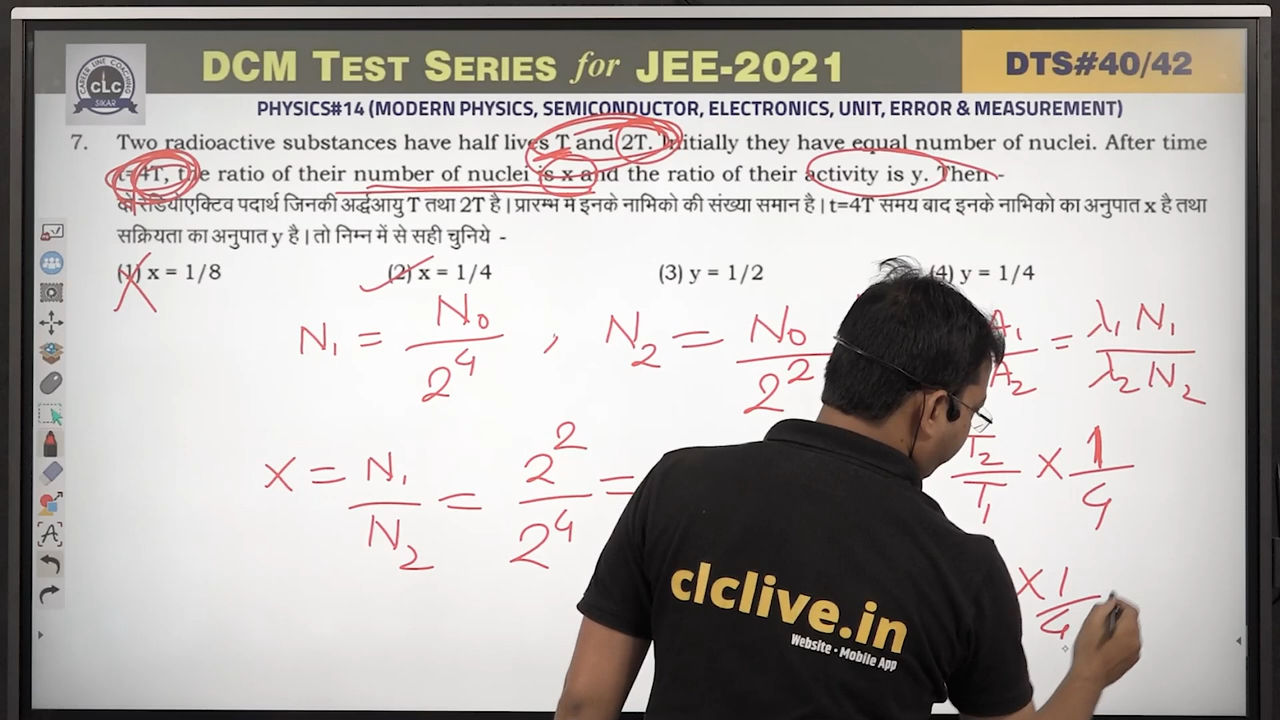 CAREER LINE COACHING
CLC
SIKAR
DCM TEST SERIES for JEE-2021
DTS#40/42
PHYSICS#14 (MODERN PHYSICS, SEMICONDUCTOR, ELECTRONICS, UNIT, ERROR & MEASUREMENT)
7. Two radioactive substances have half lives T and 2T. Initially they have equal number of nuclei. After time
t=4T, the ratio of their number of nuclei is x and the ratio of their activity is y. Then -
रेडियोएक्टिव पदार्थ जिनकी अर्द्धआयु T तथा 2T है। प्रारम्भ में इनके नाभिको की संख्या समान है। t=4T समय बाद इनके नाभिको का अनुपात x है तथा
सक्रियता का अनुपात y है। तो निम्न में से सही चुनिये -
(1) x = 1/8 (2) x = 1/4 (3) y = 1/2 (4) y = 1/4
N₁ = N₀/2⁴ , N₂ = N₀/2² A₁/A₂ = λ₁N₁/λ₂N₂
X = N₁/N₂ = 2²/2⁴ = T₂/T₁ × 1/4
× 1/4
clclive.in
Website • Mobile App